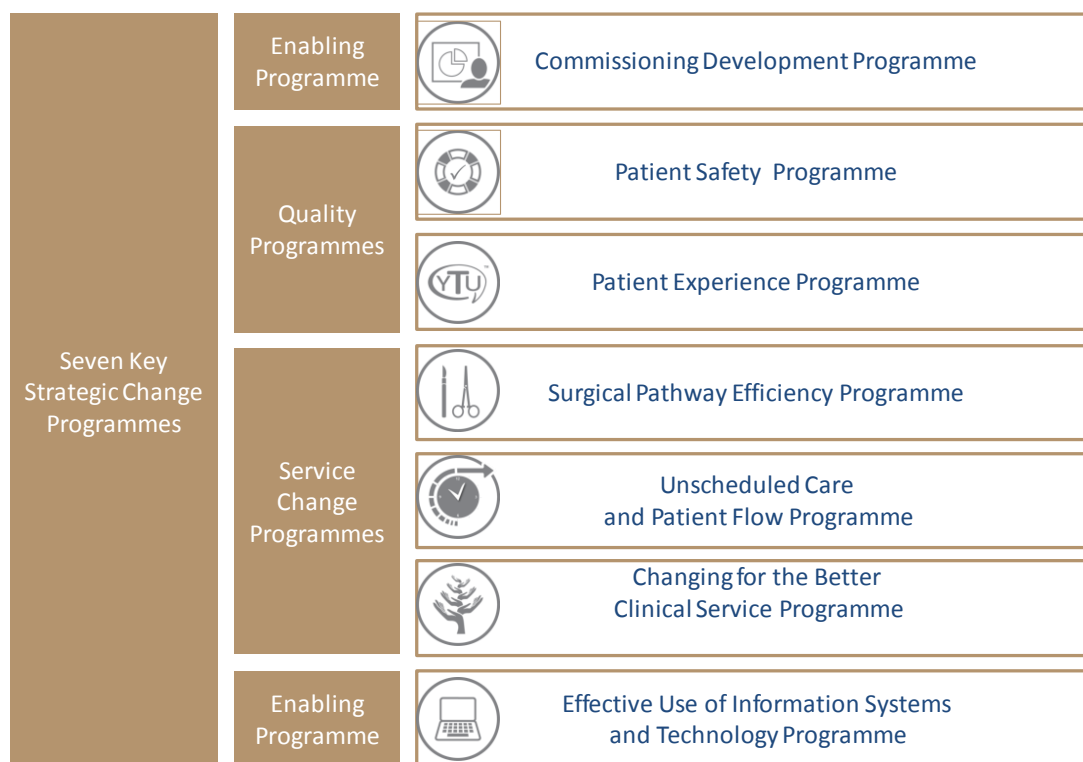 Seven Key
Strategic Change
Programmes
Enabling
Programme
Commissioning Development Programme
Quality
Programmes
Patient Safety Programme
YTU
™
Patient Experience Programme
Service
Change
Programmes
Surgical Pathway Efficiency Programme
Unscheduled Care
and Patient Flow Programme
Changing for the Better
Clinical Service Programme
Enabling
Programme
Effective Use of Information Systems
and Technology Programme